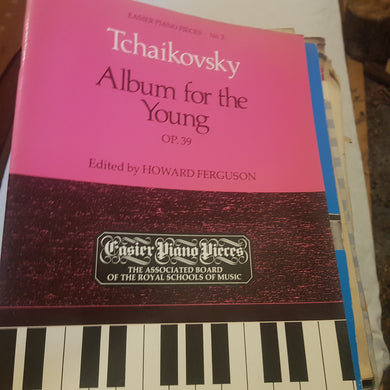 EASIER PIANO PIECES - No. 2
Tchaikovsky
Album for the
Young
OP. 39
Edited by HOWARD FERGUSON
Easier Piano Pieces
THE ASSOCIATED BOARD
OF THE ROYAL SCHOOLS OF MUSIC